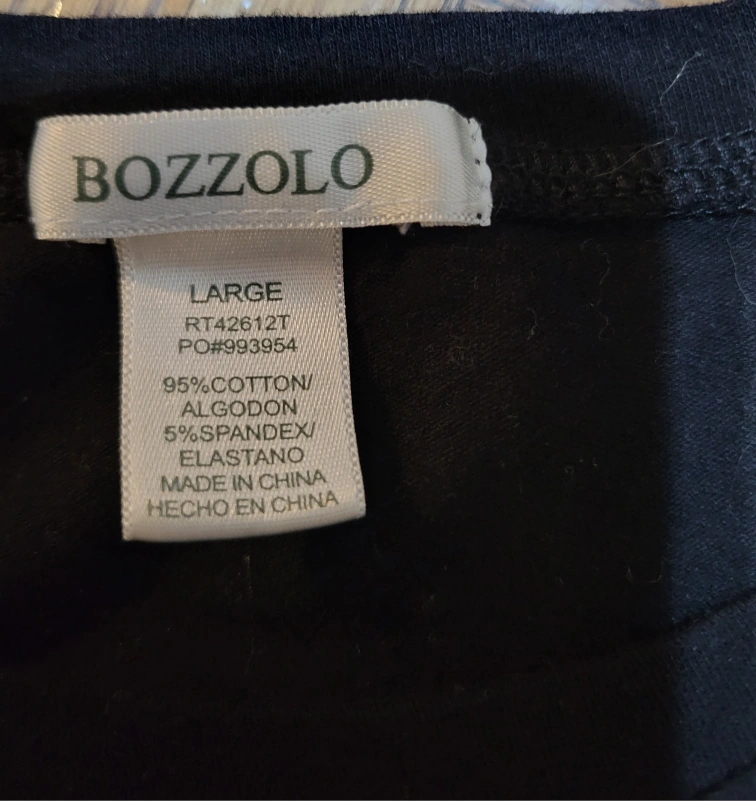 BOZZOLO
LARGE
RT42612T
PO#993954
95%COTTON/
ALGODON
5%SPANDEX/
ELASTANO
MADE IN CHINA
HECHO EN CHINA